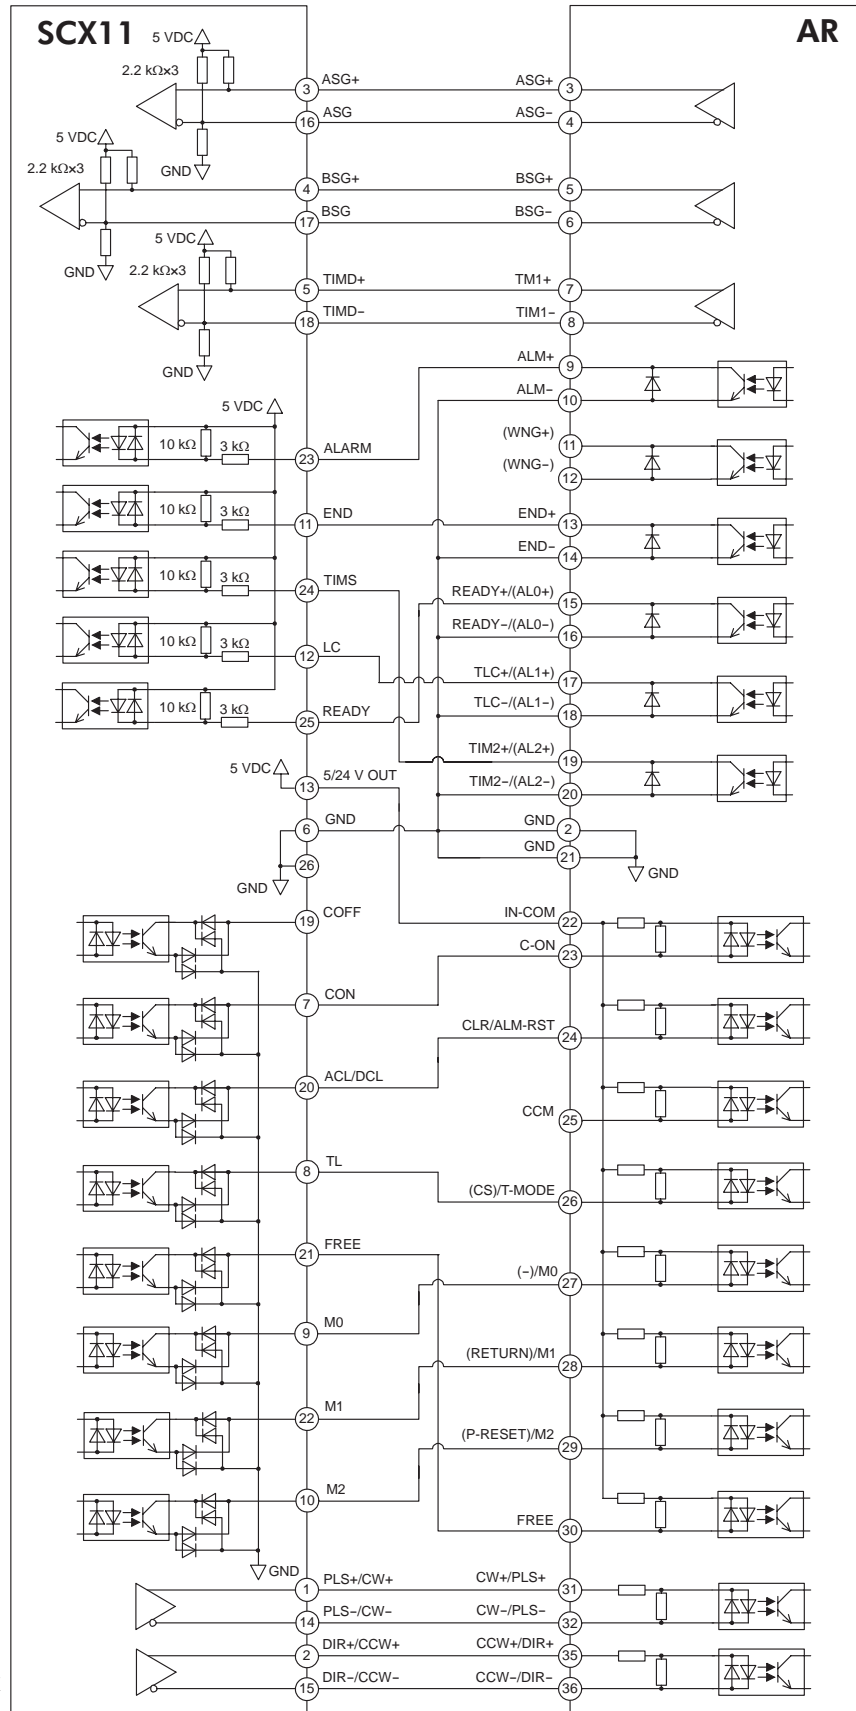 SCX11 AR
5 VDC
2.2 kΩ×3
3 ASG+ ASG+ 3
16 ASG ASG− 4
5 VDC
GND
2.2 kΩ×3
4 BSG+ BSG+ 5
17 BSG BSG− 6
5 VDC
GND
2.2 kΩ×3
5 TIMD+ TM1+ 7
18 TIMD− TIM1− 8
GND
ALM+ 9
ALM− 10
5 VDC
10 kΩ 3 kΩ
23 ALARM
(WNG+) 11
(WNG−) 12
10 kΩ 3 kΩ
11 END END+ 13
END− 14
10 kΩ 3 kΩ
24 TIMS
READY+/(AL0+) 15
READY−/(AL0−) 16
10 kΩ 3 kΩ
12 LC
TLC+/(AL1+) 17
TLC−/(AL1−) 18
10 kΩ 3 kΩ
25 READY
TIM2+/(AL2+) 19
5 VDC
13 5/24 V OUT
TIM2−/(AL2−) 20
6 GND GND 2
GND 21
26
GND
GND
19 COFF IN-COM 22
C-ON 23
7 CON
CLR/ALM-RST 24
20 ACL/DCL
CCM 25
8 TL
(CS)/T-MODE 26
21 FREE
(−)/M0 27
9 M0
(RETURN)/M1 28
22 M1
(P-RESET)/M2 29
10 M2
FREE 30
GND
1 PLS+/CW+ CW+/PLS+ 31
14 PLS−/CW− CW−/PLS− 32
2 DIR+/CCW+ CCW+/DIR+ 35
15 DIR−/CCW− CCW−/DIR− 36